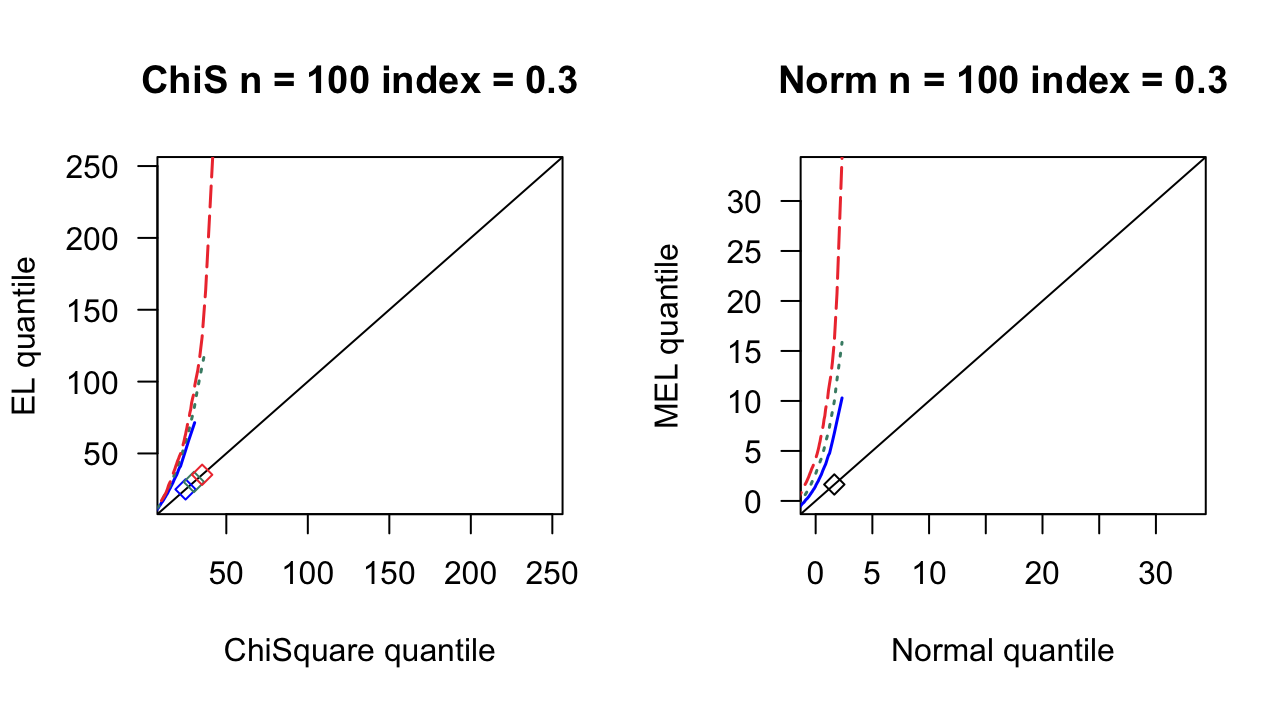 ChiS n = 100 index = 0.3
EL quantile
250
200
150
100
50
50 100 150 200 250
ChiSquare quantile
Norm n = 100 index = 0.3
MEL quantile
30
25
20
15
10
5
0
0 5 10 20 30
Normal quantile